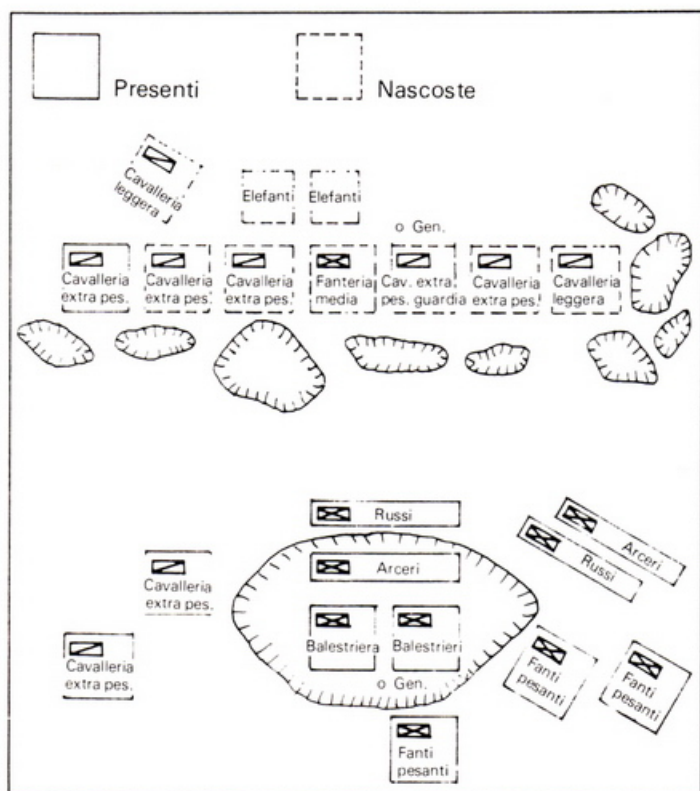 Presenti
Nascoste
Cavalleria
leggera
Elefanti
Elefanti
o Gen.
Cavalleria
extra pes.
Cavalleria
extra pes.
Cavalleria
extra pes.
Fanteria
media
Cav. extra
pes. guardia
Cavalleria
extra pes.
Cavalleria
leggera
Russi
Arceri
Arceri
Russi
Cavalleria
extra pes.
Balestriera
Balestrieri
Cavalleria
extra pes.
o Gen.
Fanti
pesanti
Fanti
pesanti
Fanti
pesanti